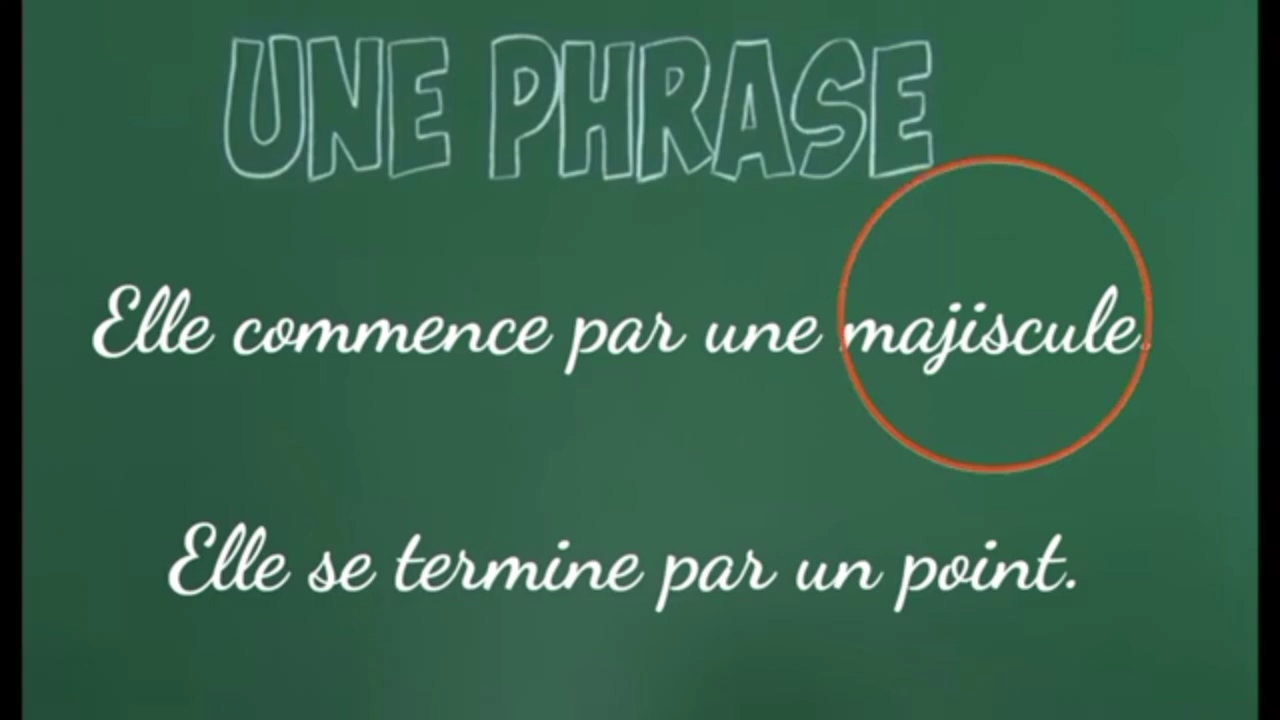 UNE PHRASE
Elle commence par une majiscule.
Elle se termine par un point.